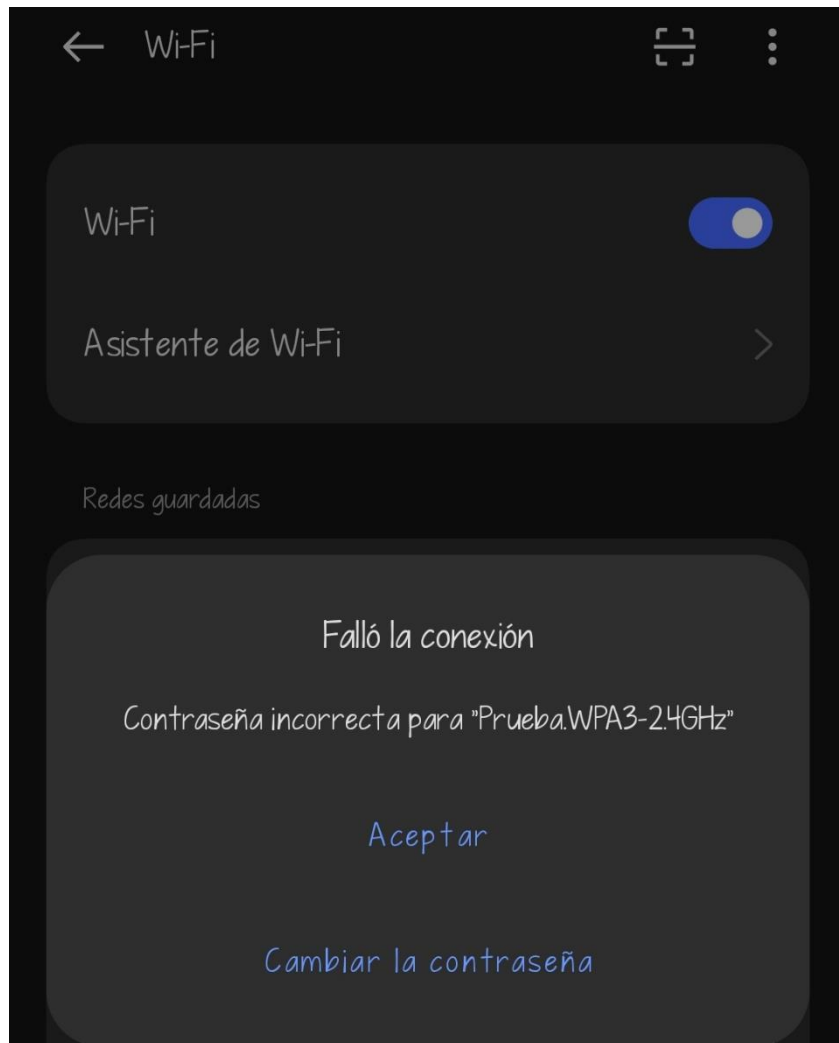 Wi-Fi
Wi-Fi
Asistente de Wi-Fi
Redes guardadas
Falló la conexión
Contraseña incorrecta para "Prueba.WPA3-2.4GHz"
Aceptar
Cambiar la contraseña